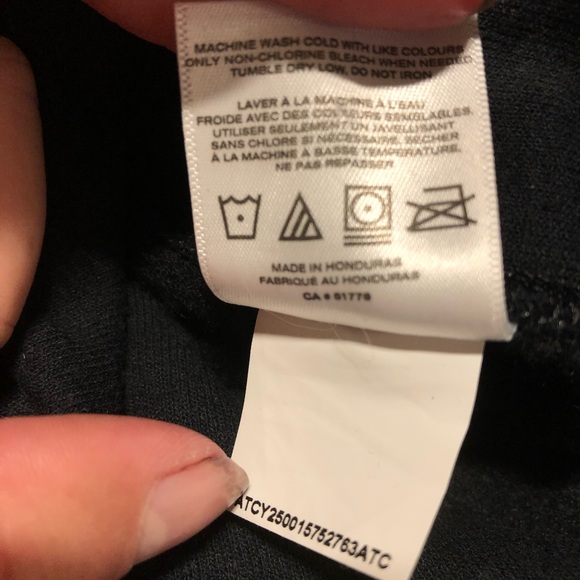 MACHINE WASH COLD WITH LIKE COLOURS
ONLY NON-CHLORINE BLEACH WHEN NEEDED
TUMBLE DRY LOW, DO NOT IRON
LAVER À LA MACHINE À L'EAU
FROIDE AVEC DES COULEURS SEMBLABLES.
UTILISER SEULEMENT UN JAVELLISANT
SANS CHLORE SI NÉCESSAIRE. SÉCHER
À LA MACHINE À BASSE TEMPÉRATURE.
NE PAS REPASSER
MADE IN HONDURAS
FABRIQUE AU HONDURAS
CA # 51778
ATCY250015752763ATC